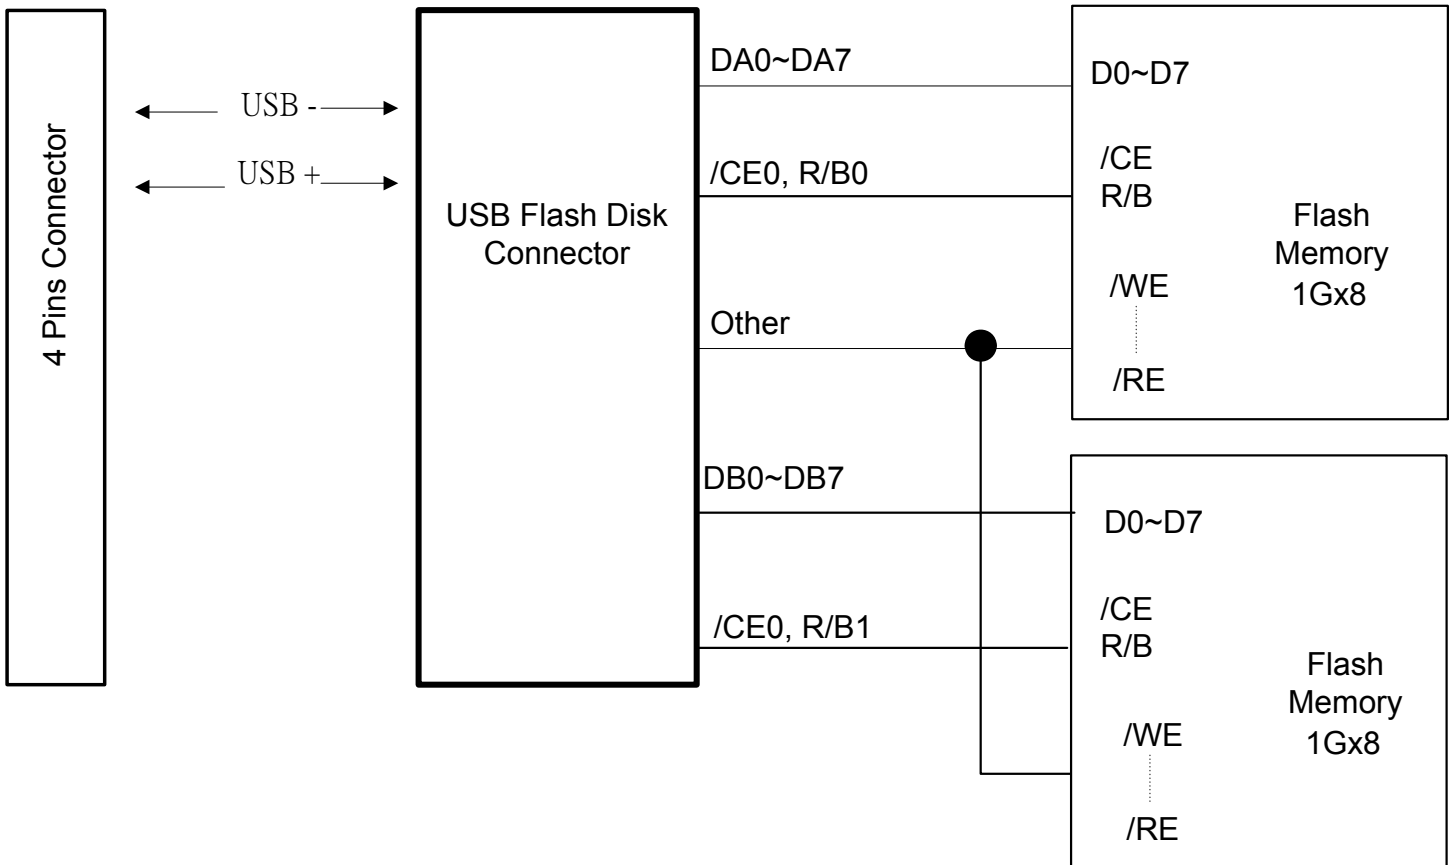 4 Pins Connector
USB -
USB +
USB Flash Disk
Connector
DA0~DA7
/CE0, R/B0
Other
DB0~DB7
/CE0, R/B1
D0~D7
/CE
R/B
/WE
/RE
Flash
Memory
1Gx8
D0~D7
/CE
R/B
/WE
/RE
Flash
Memory
1Gx8